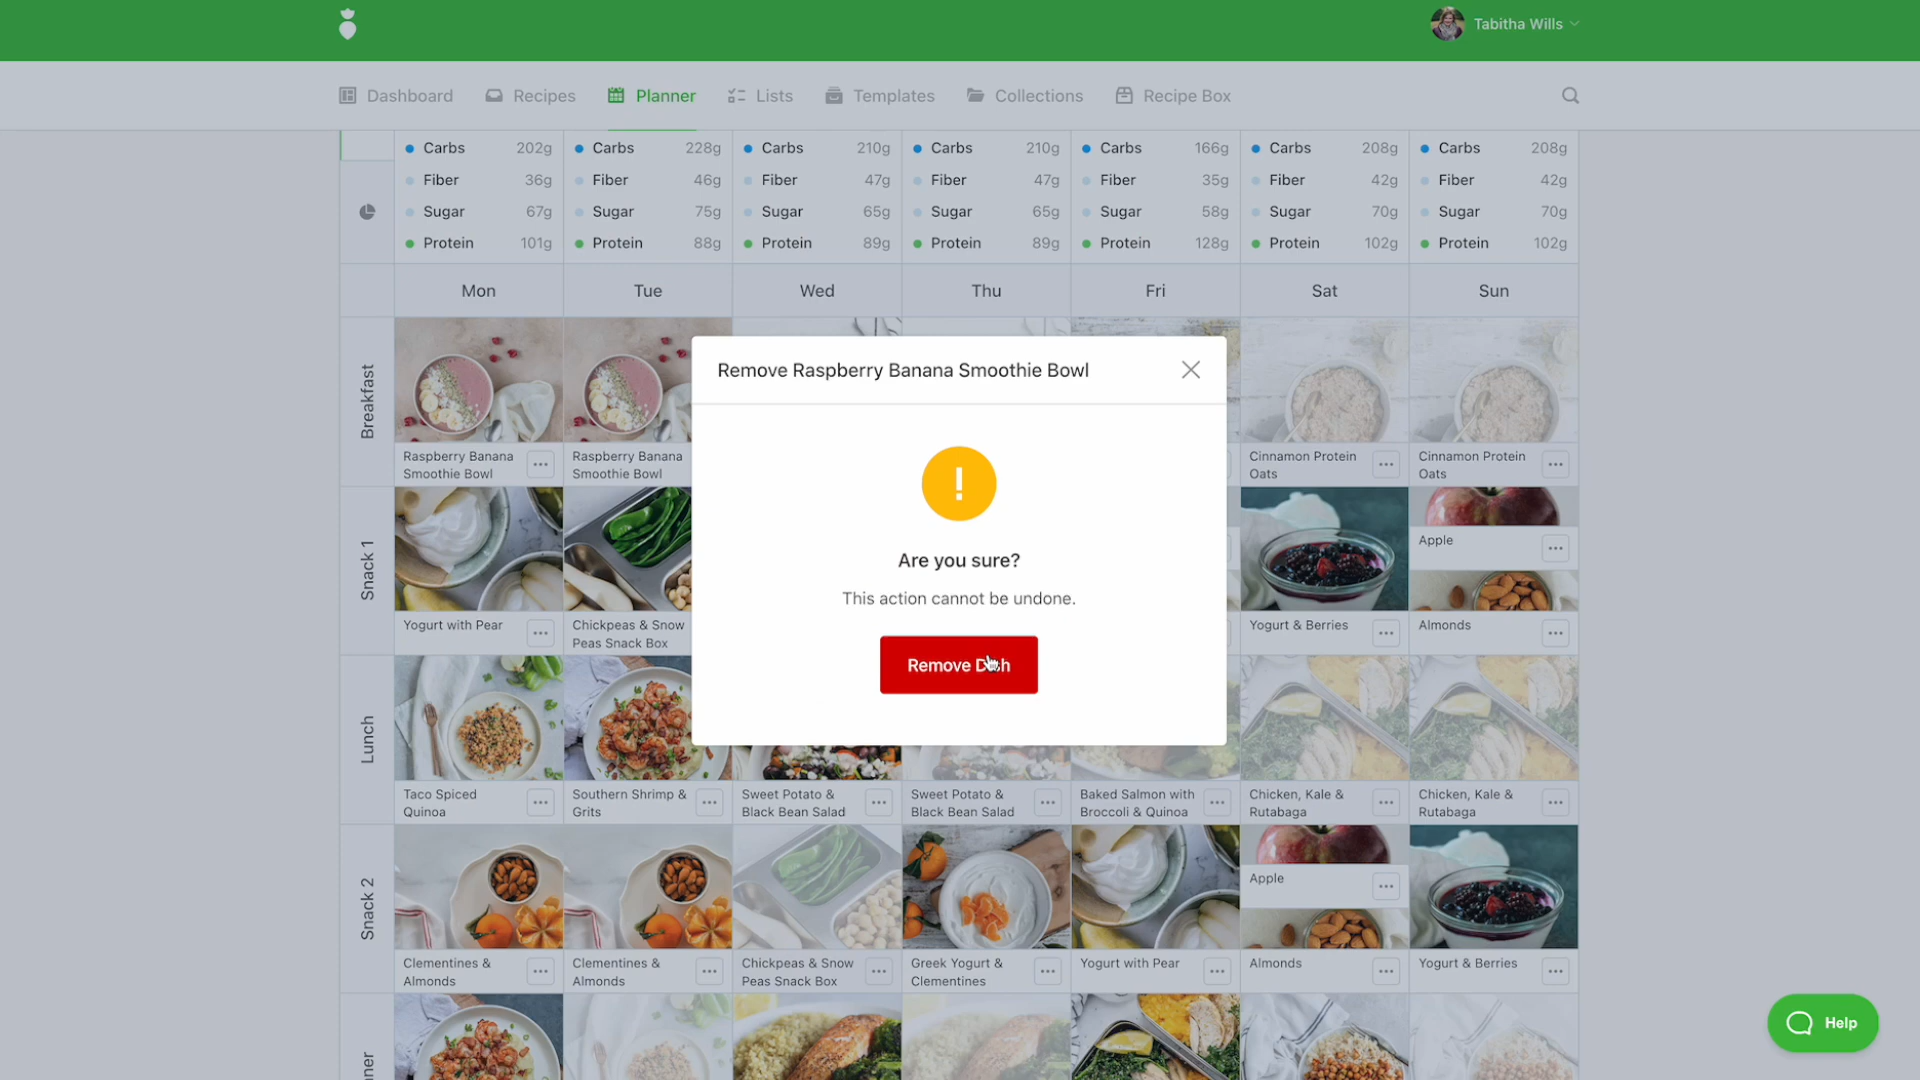 Tabitha Wills
Dashboard Recipes Planner Lists Templates Collections Recipe Box
Carbs 202g Carbs 228g Carbs 210g Carbs 210g Carbs 166g Carbs 208g Carbs 208g
Fiber 36g Fiber 46g Fiber 47g Fiber 47g Fiber 35g Fiber 42g Fiber 42g
Sugar 67g Sugar 75g Sugar 65g Sugar 65g Sugar 58g Sugar 70g Sugar 70g
Protein 101g Protein 88g Protein 89g Protein 89g Protein 128g Protein 102g Protein 102g
Mon Tue Wed Thu Fri Sat Sun
Breakfast
Raspberry Banana
Smoothie Bowl
Raspberry Banana
Smoothie Bowl
Cinnamon Protein
Oats
Cinnamon Protein
Oats
Remove Raspberry Banana Smoothie Bowl
!
Are you sure?
This action cannot be undone.
Remove Dish
Snack 1
Yogurt with Pear
Chickpeas & Snow
Peas Snack Box
Yogurt & Berries
Apple
Almonds
Lunch
Taco Spiced
Quinoa
Southern Shrimp &
Grits
Sweet Potato &
Black Bean Salad
Sweet Potato &
Black Bean Salad
Baked Salmon with
Broccoli & Quinoa
Chicken, Kale &
Rutabaga
Chicken, Kale &
Rutabaga
Snack 2
Clementines &
Almonds
Clementines &
Almonds
Chickpeas & Snow
Peas Snack Box
Greek Yogurt &
Clementines
Yogurt with Pear
Apple
Almonds
Yogurt & Berries
Help